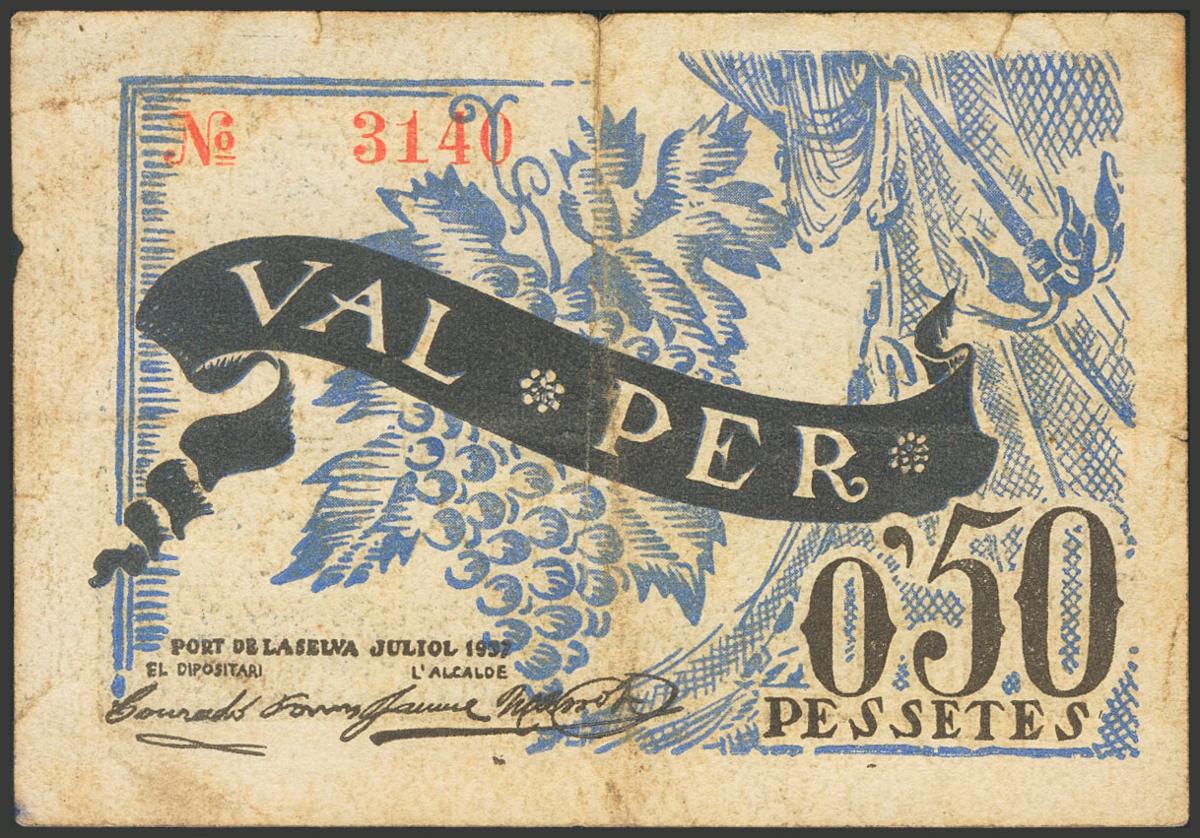 Nº 3140
VAL PER
0'50
PESSETES
PORT DE LA SELVA JULIOL 1937
EL DIPOSITARI L'ALCALDE